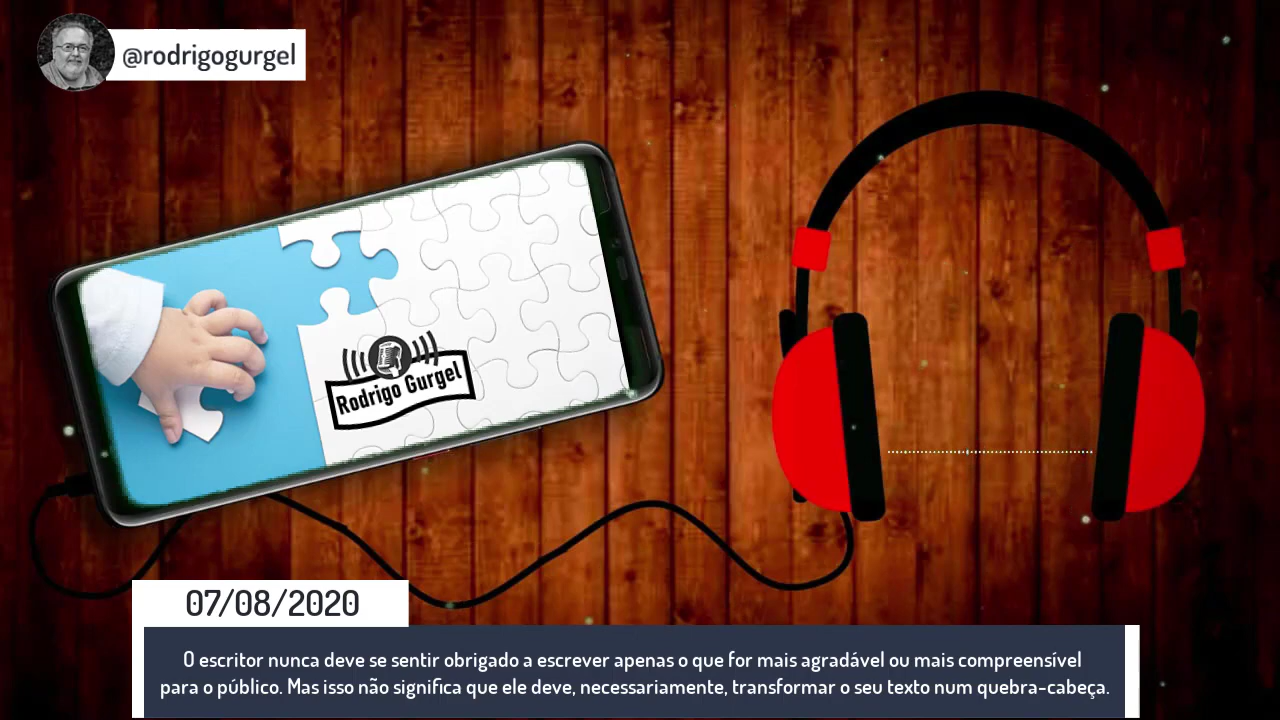 @rodrigogurgel
Rodrigo Gurgel
07/08/2020
O escritor nunca deve se sentir obrigado a escrever apenas o que for mais agradável ou mais compreensível
para o público. Mas isso não significa que ele deve, necessariamente, transformar o seu texto num quebra-cabeça.